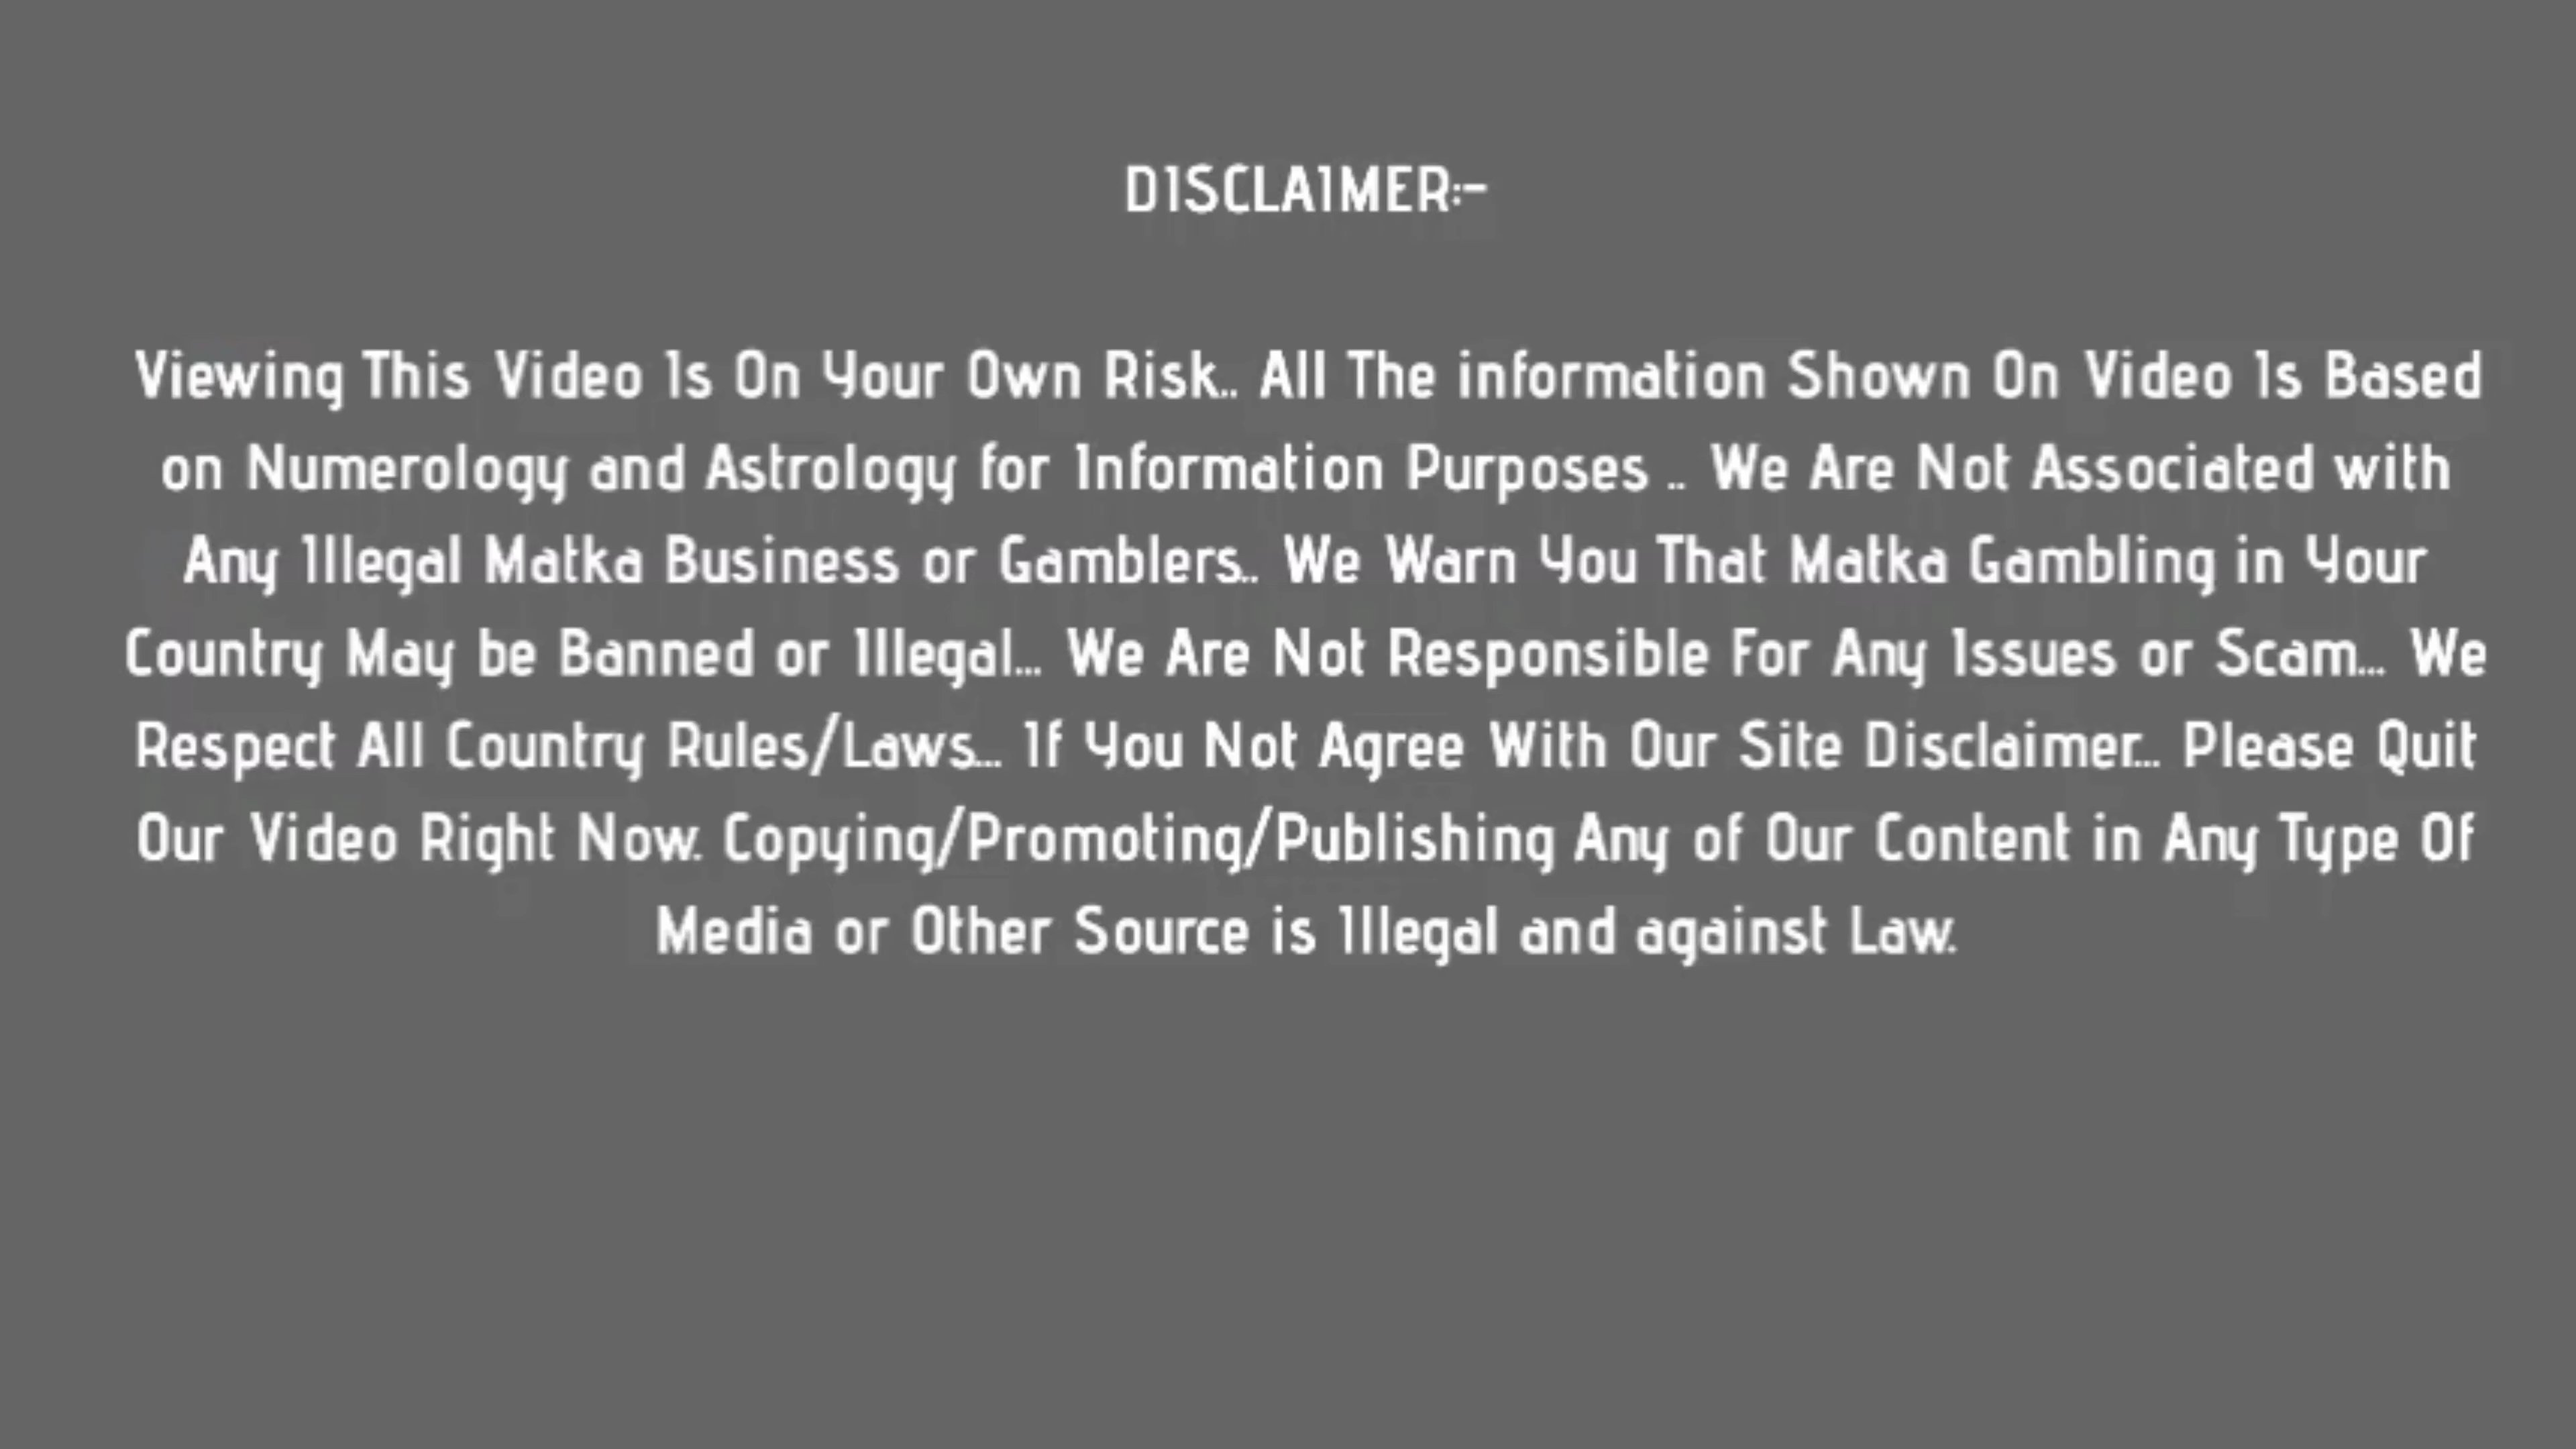 DISCLAIMER:-
Viewing This Video Is On Your Own Risk.. All The information Shown On Video Is Based
on Numerology and Astrology for Information Purposes .. We Are Not Associated with
Any Illegal Matka Business or Gamblers.. We Warn You That Matka Gambling in Your
Country May be Banned or Illegal... We Are Not Responsible For Any Issues or Scam... We
Respect All Country Rules/Laws... If You Not Agree With Our Site Disclaimer... Please Quit
Our Video Right Now. Copying/Promoting/Publishing Any of Our Content in Any Type Of
Media or Other Source is Illegal and against Law.